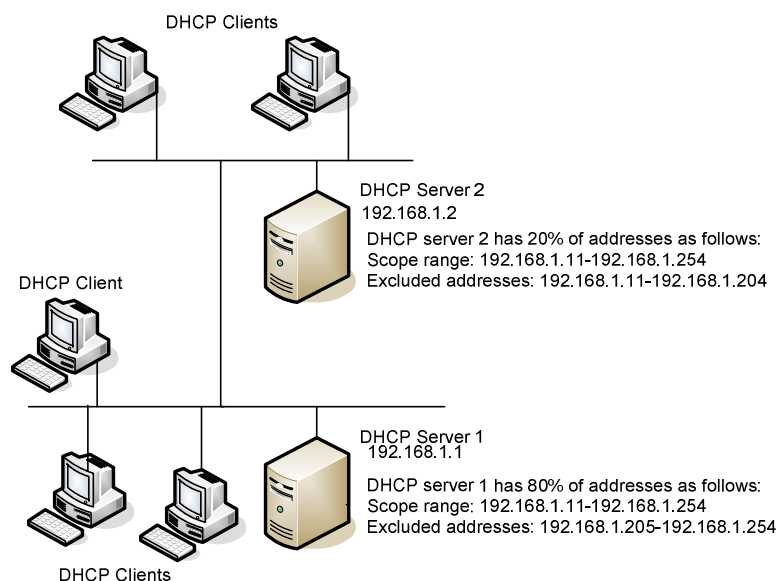 DHCP Clients
DHCP Server 2
192.168.1.2
DHCP server 2 has 20% of addresses as follows:
Scope range: 192.168.1.11-192.168.1.254
Excluded addresses: 192.168.1.11-192.168.1.204
DHCP Client
DHCP Server 1
192.168.1.1
DHCP server 1 has 80% of addresses as follows:
Scope range: 192.168.1.11-192.168.1.254
Excluded addresses: 192.168.1.205-192.168.1.254
DHCP Clients